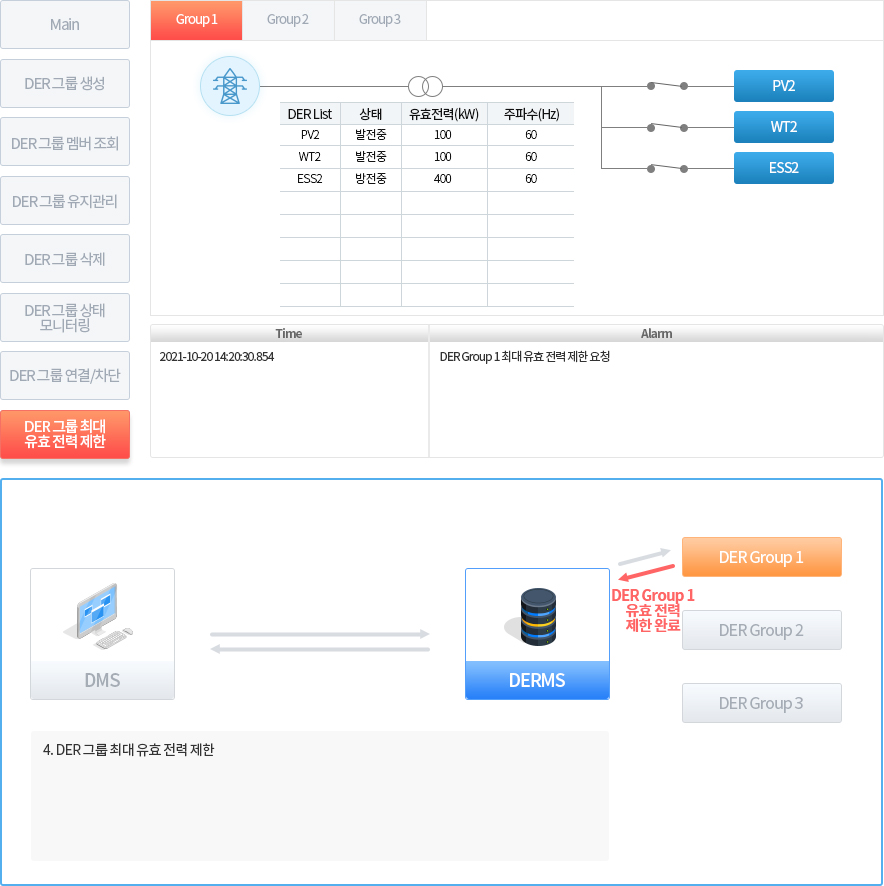 Main
DER 그룹 생성
DER 그룹 멤버 조회
DER 그룹 유지관리
DER 그룹 삭제
DER 그룹 상태
모니터링
DER 그룹 연결/차단
DER 그룹 최대
유효 전력 제한
Group 1 Group 2 Group 3
PV2
WT2
ESS2
DER List 상태 유효전력(kW) 주파수(Hz)
PV2 발전중 100 60
WT2 발전중 100 60
ESS2 방전중 400 60
Time Alarm
2021-10-20 14:20:30.854 DER Group 1 최대 유효 전력 제한 요청
DMS
DERMS
DER Group 1
유효 전력
제한 완료
DER Group 1
DER Group 2
DER Group 3
4. DER 그룹 최대 유효 전력 제한